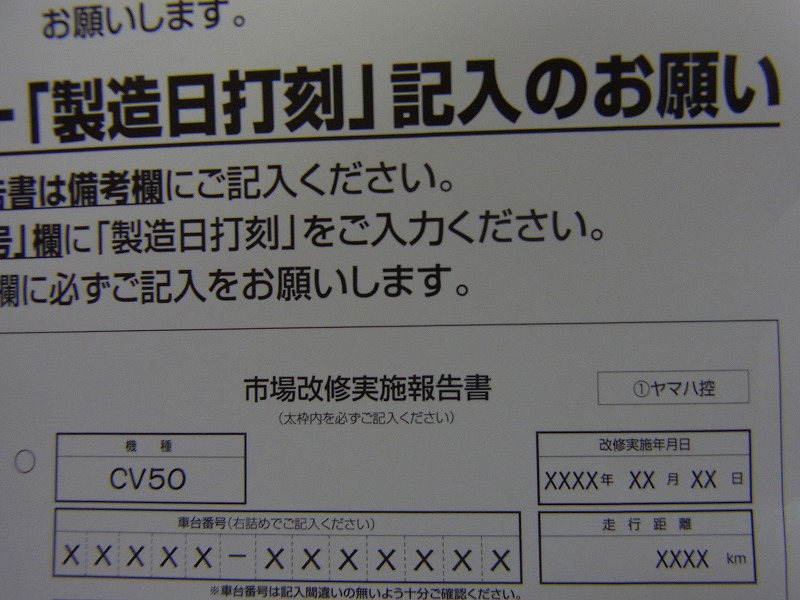 お願いします。
ー「製造日打刻」記入のお願い
告書は備考欄にご記入ください。
号」欄に「製造日打刻」をご入力ください。
欄に必ずご記入をお願いします。
市場改修実施報告書
①ヤマハ控
(太枠内を必ずご記入ください)
機 種
改修実施年月日
CV50
XXXX年 XX月 XX日
車台番号(右詰めでご記入ください)
走行距離
XXXXX-XXXXXXX
XXXX km
※車台番号は記入間違いの無いよう十分ご確認ください。